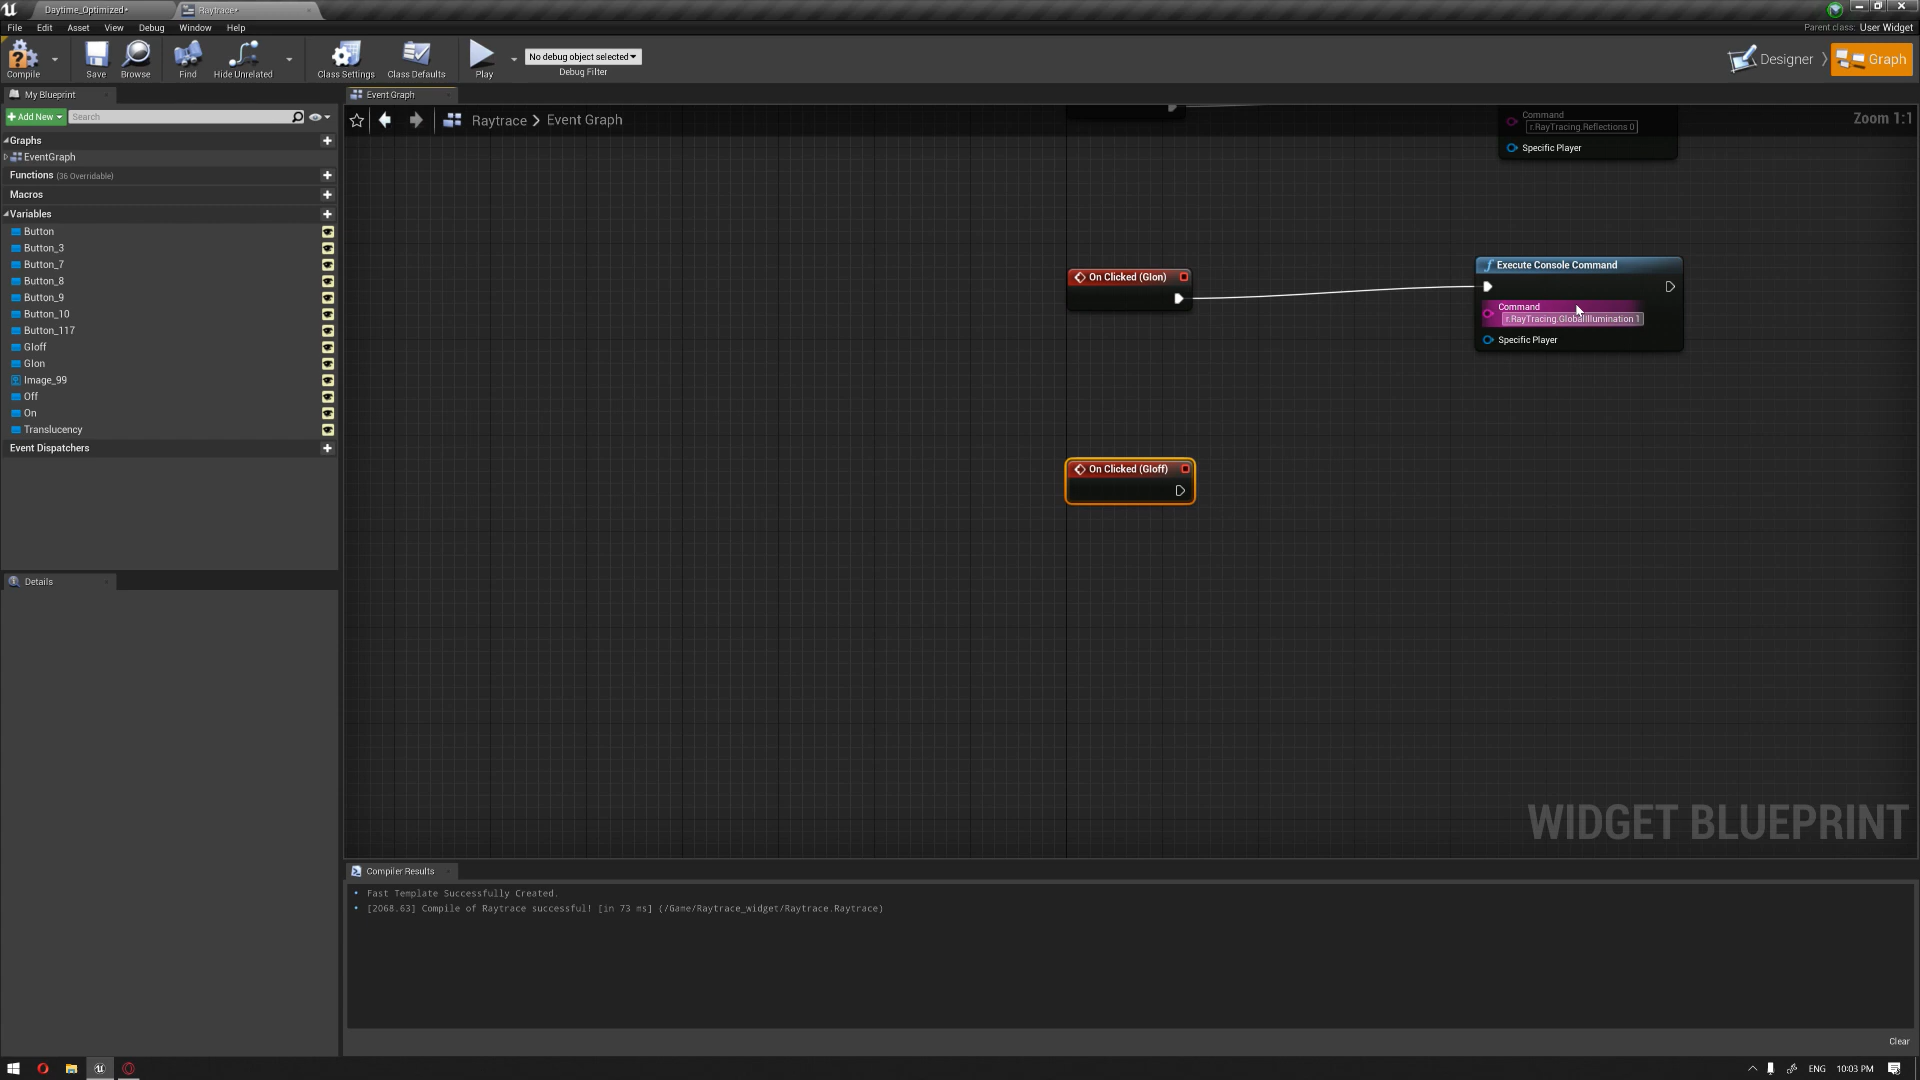 Daytime_Optimized*
Raytrace*
File Edit Asset View Debug Window Help
Parent class: User Widget
Compile
Save
Browse
Find
Hide Unrelated
Class Settings
Class Defaults
Play
No debug object selected
Debug Filter
Designer
Graph
My Blueprint
Event Graph
+Add New
Search
Raytrace > Event Graph
Zoom 1:1
Graphs
EventGraph
Functions (36 Overridable)
Macros
Variables
Button
Button_3
Button_7
Button_8
Button_9
Button_10
Button_117
GIoff
GIon
Image_99
Off
On
Translucency
Event Dispatchers
Details
Command
r.RayTracing.Reflections 0
Specific Player
On Clicked (GIon)
Execute Console Command
Command
r.RayTracing.GlobalIllumination 1
Specific Player
On Clicked (GIoff)
WIDGET BLUEPRINT
Compiler Results
Fast Template Successfully Created.
[2068.63] Compile of Raytrace successful! [in 73 ms] (/Game/Raytrace_widget/Raytrace.Raytrace)
Clear
ENG 10:03 PM